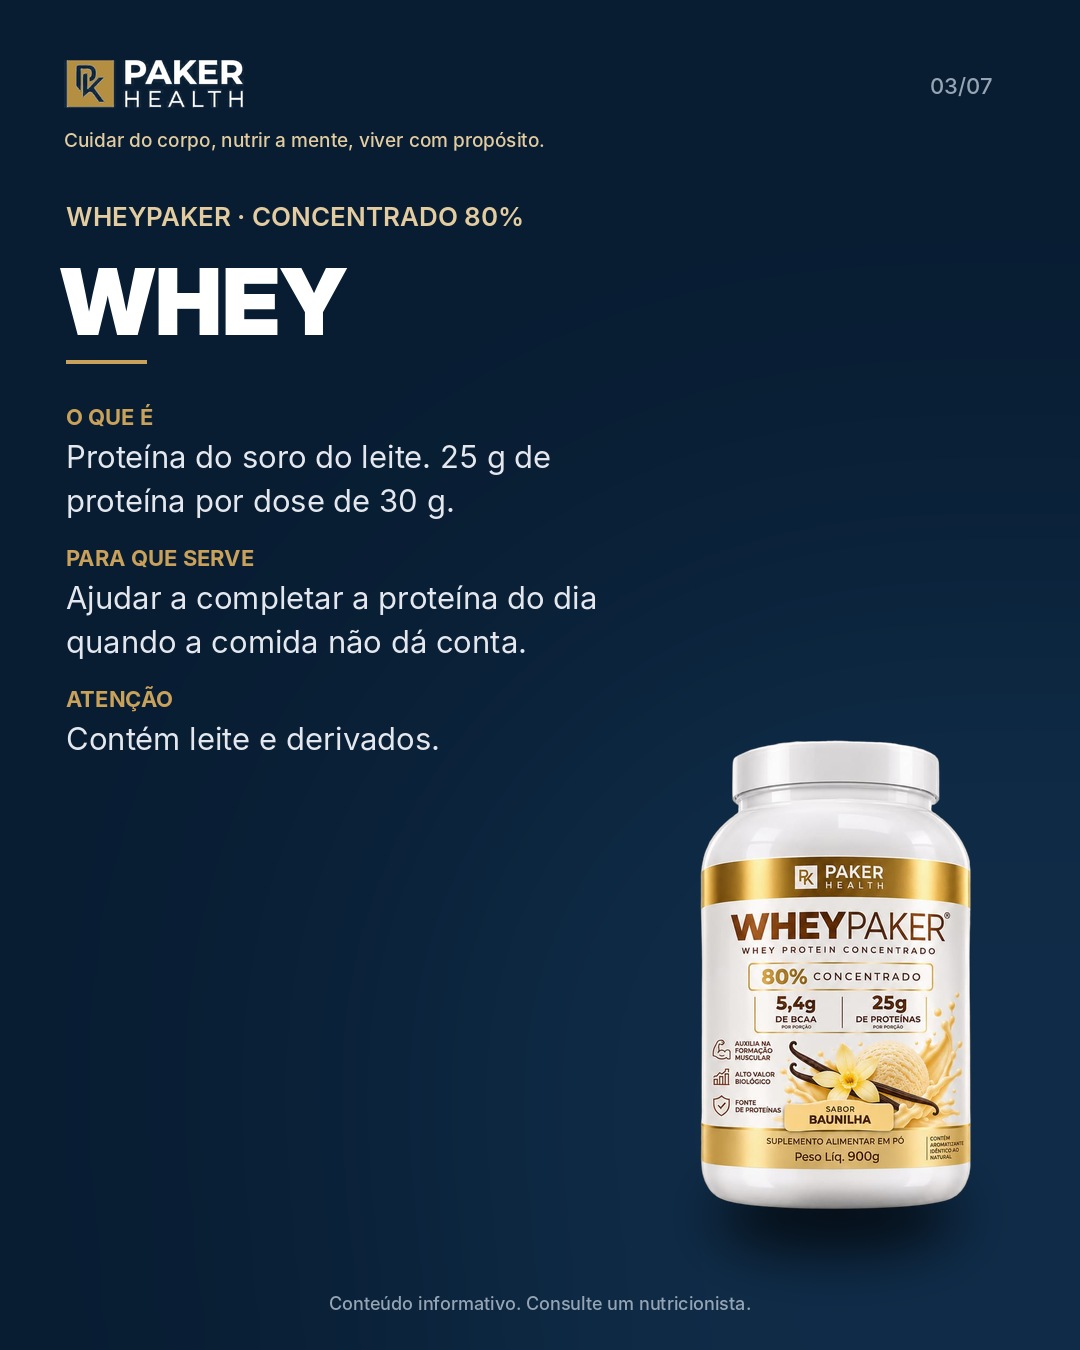 PK PAKER
HEALTH
03/07
Cuidar do corpo, nutrir a mente, viver com propósito.
WHEYPAKER · CONCENTRADO 80%
WHEY
O QUE É
Proteína do soro do leite. 25 g de
proteína por dose de 30 g.
PARA QUE SERVE
Ajudar a completar a proteína do dia
quando a comida não dá conta.
ATENÇÃO
Contém leite e derivados.
PK PAKER
HEALTH
WHEYPAKER®
WHEY PROTEIN CONCENTRADO
80% CONCENTRADO
5,4g
DE BCAA
POR PORÇÃO
25g
DE PROTEÍNAS
POR PORÇÃO
AUXILIA NA
FORMAÇÃO
MUSCULAR
ALTO VALOR
BIOLÓGICO
FONTE
DE PROTEÍNAS
SABOR
BAUNILHA
SUPLEMENTO ALIMENTAR EM PÓ
Peso Líq. 900g
CONTÉM
AROMATIZANTE
IDÊNTICO AO
NATURAL
Conteúdo informativo. Consulte um nutricionista.